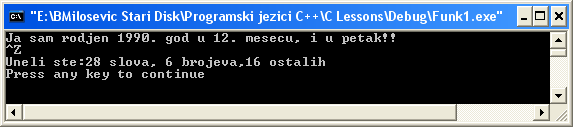 "E:\BMilosevic Stari Disk\Programski jezici C++\C Lessons\Debug\Funk1.exe"
Ja sam rodjen 1990. god u 12. mesecu, i u petak!!
^Z
Uneli ste:28 slova, 6 brojeva,16 ostalih
Press any key to continue